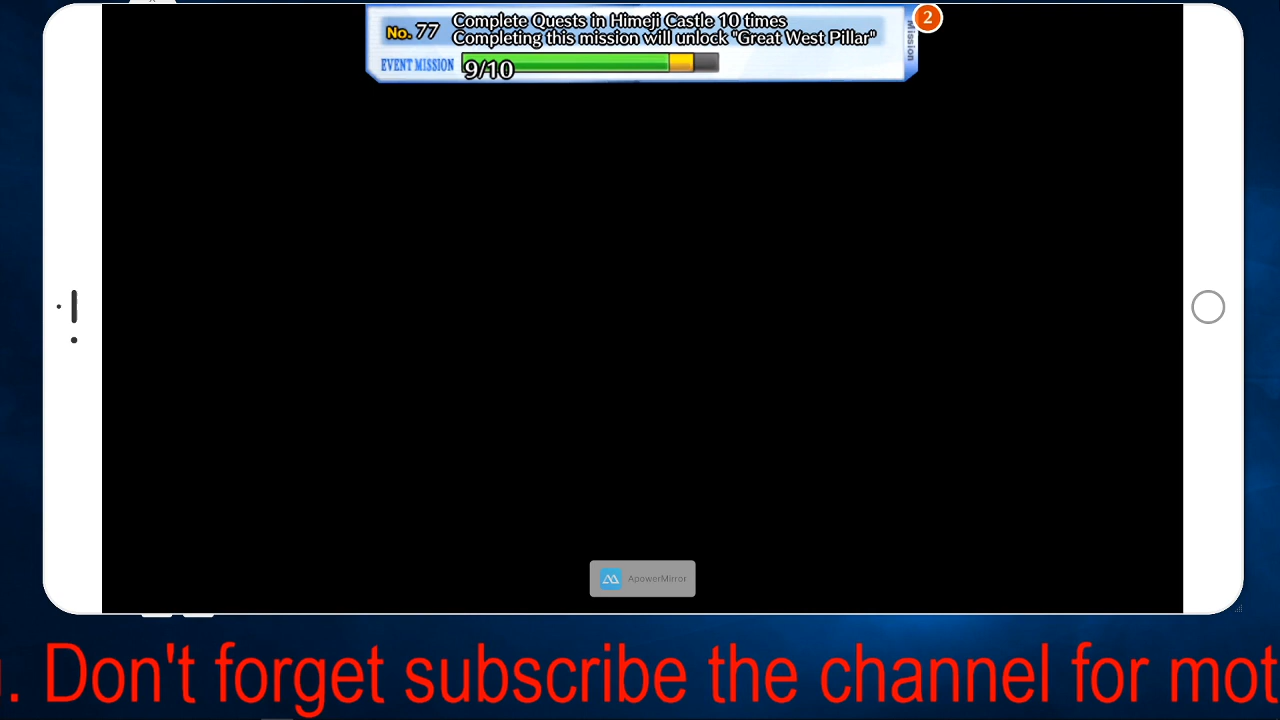 No. 77
Complete Quests in Himeji Castle 10 times
Completing this mission will unlock "Great West Pillar"
EVENT MISSION
9/10
Mission
2
ApowerMirror
. Don't forget subscribe the channel for mot